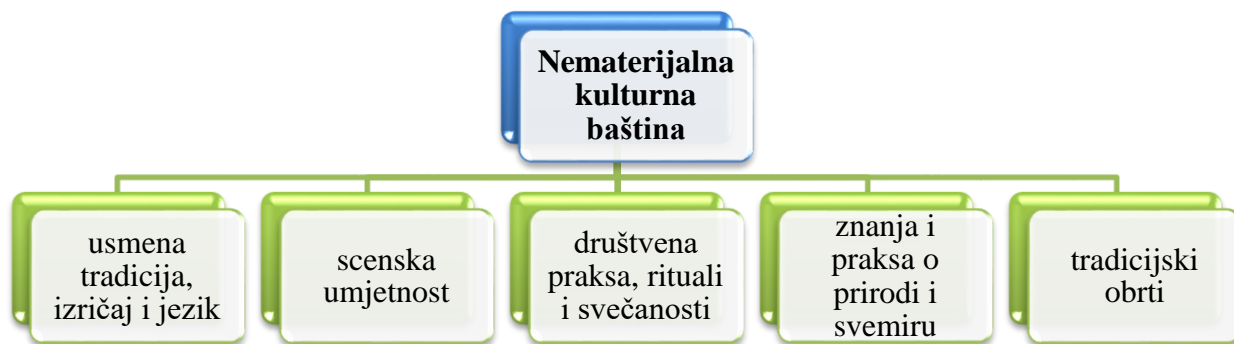 Nematerijalna
kulturna
baština
usmena
tradicija,
izričaj i jezik
scenska
umjetnost
društvena
praksa, rituali
i svečanosti
znanja i
praksa o
prirodi i
svemiru
tradicijski
obrti